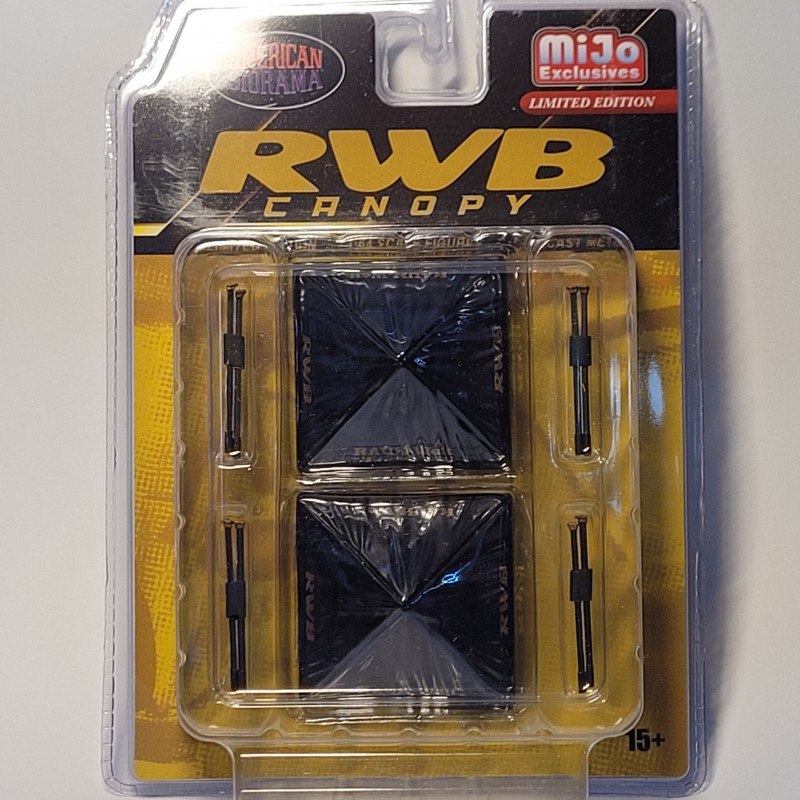 AMERICAN
DIORAMA
MiJo
Exclusives
LIMITED EDITION
RWB
CANOPY
RWB
RWB
RWB
RWB
15+